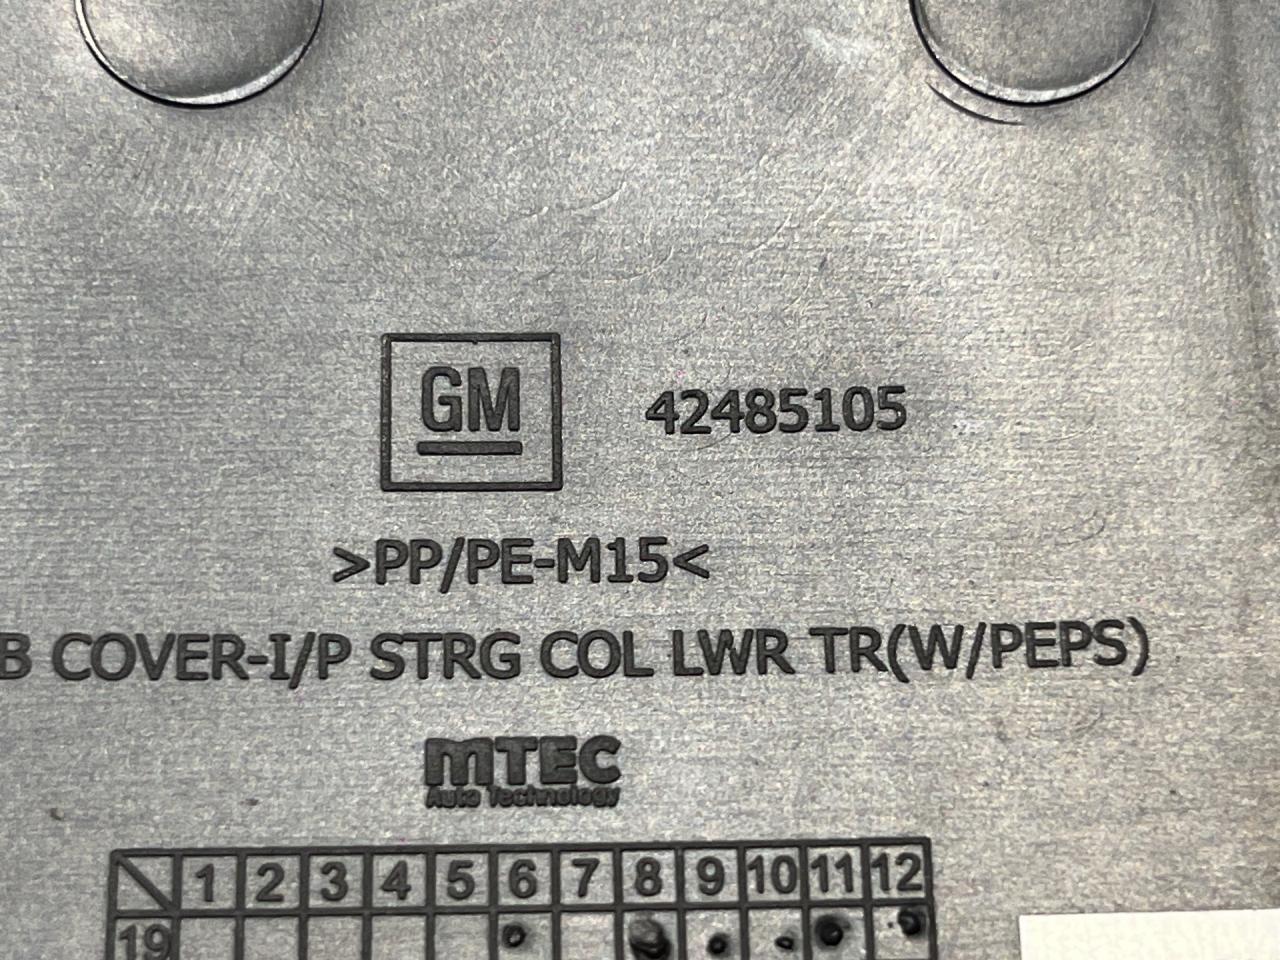 GM
42485105
>PP/PE-M15<
B COVER-I/P STRG COL LWR TR(W/PEPS)
mTEC
Auto Technology
1 2 3 4 5 6 7 8 9 10 11 12
19